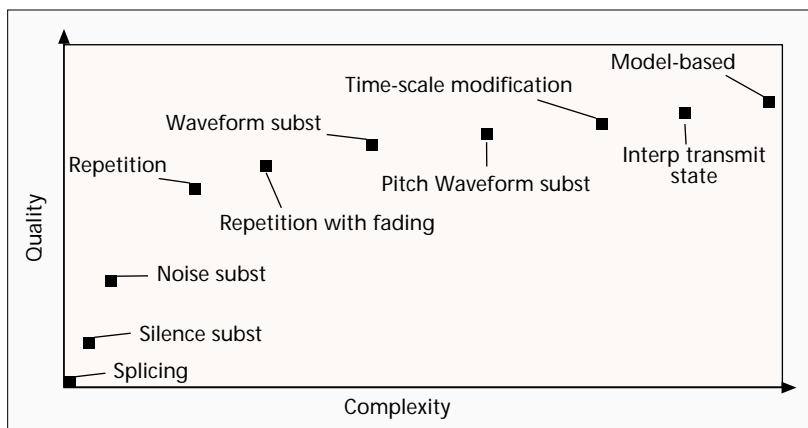 Model-based
Time-scale modification
Waveform subst
Interp transmit
state
Repetition
Pitch Waveform subst
Repetition with fading
Quality
Noise subst
Silence subst
Splicing
Complexity